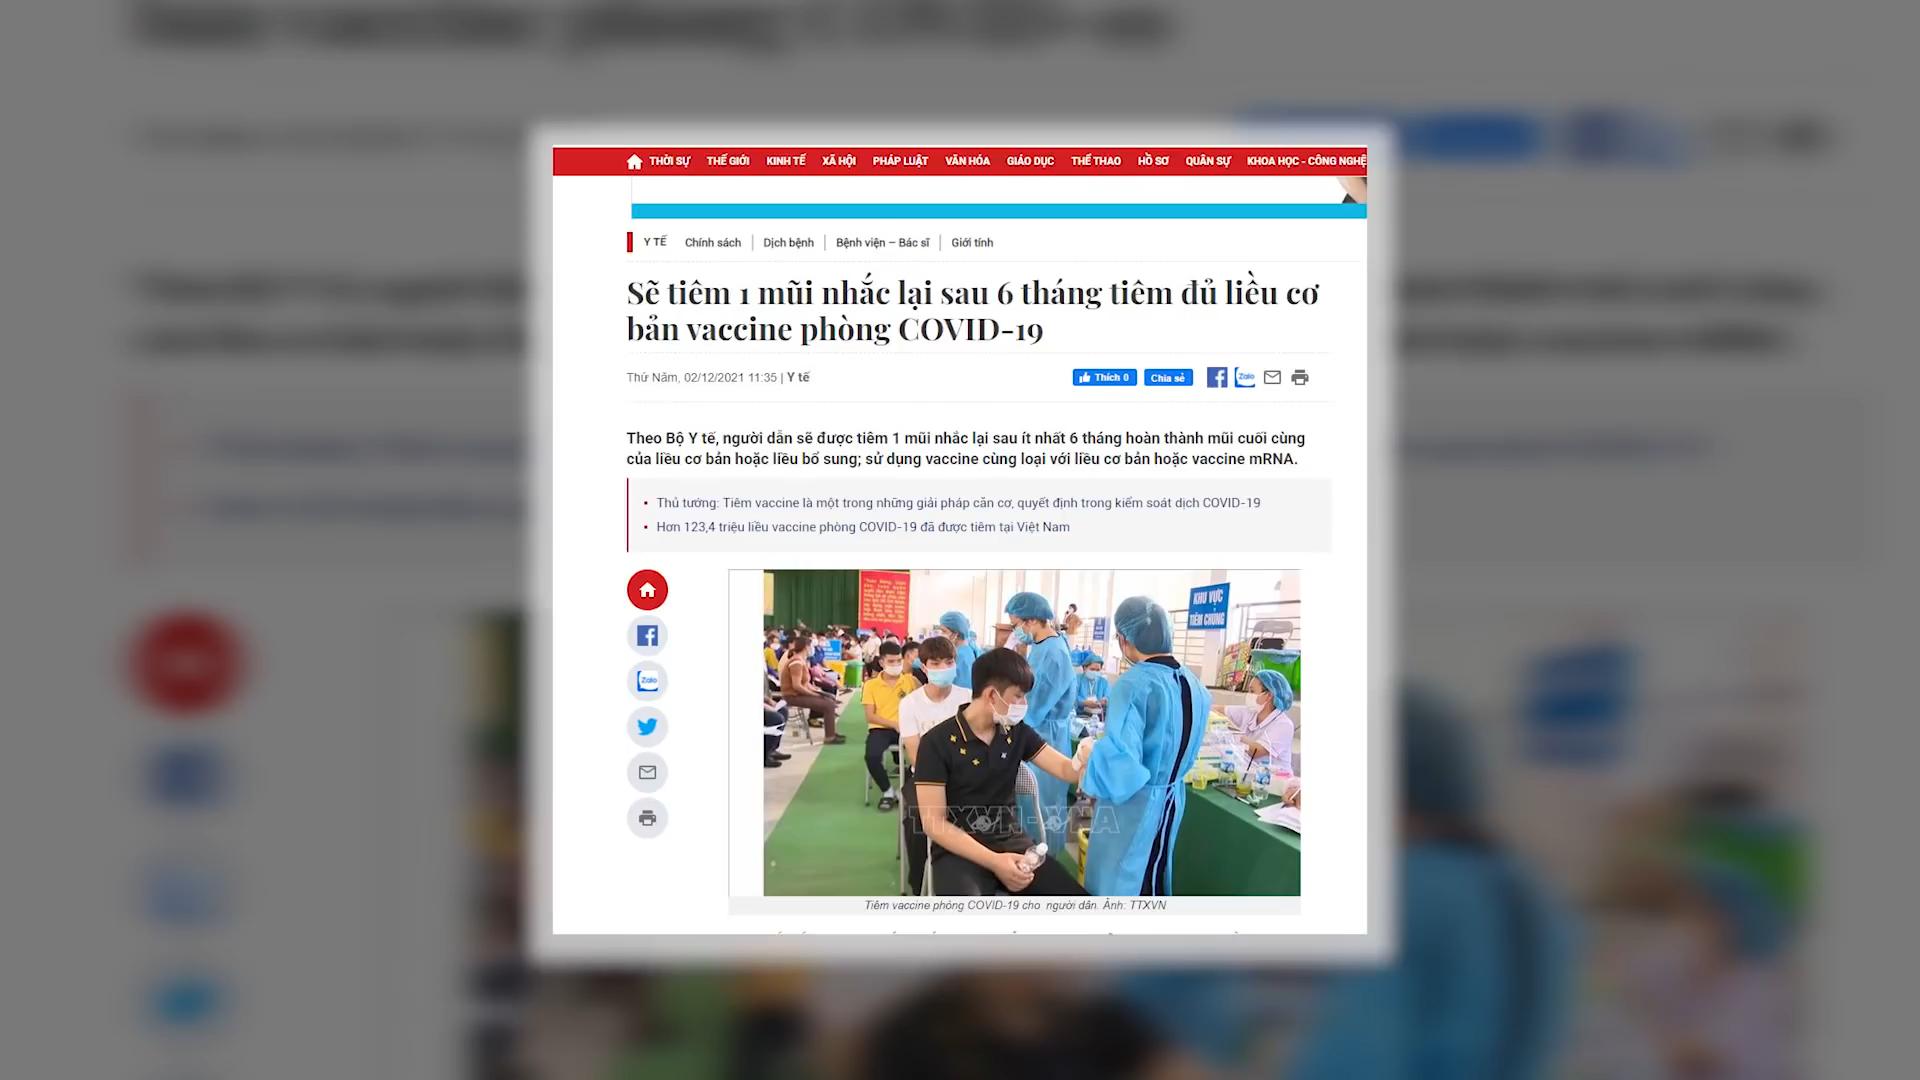 THỜI SỰ THẾ GIỚI KINH TẾ XÃ HỘI PHÁP LUẬT VĂN HÓA GIÁO DỤC THỂ THAO HỒ SƠ QUÂN SỰ KHOA HỌC - CÔNG NGHỆ
Y TẾ Chính sách Dịch bệnh Bệnh viện – Bác sĩ Giới tính
Sẽ tiêm 1 mũi nhắc lại sau 6 tháng tiêm đủ liều cơ
bản vaccine phòng COVID-19
Thứ Năm, 02/12/2021 11:35 | Y tế
Thích 0 Chia sẻ Zalo
Theo Bộ Y tế, người dân sẽ được tiêm 1 mũi nhắc lại sau ít nhất 6 tháng hoàn thành mũi cuối cùng
của liều cơ bản hoặc liều bổ sung; sử dụng vaccine cùng loại với liều cơ bản hoặc vaccine mRNA.
• Thủ tướng: Tiêm vaccine là một trong những giải pháp căn cơ, quyết định trong kiểm soát dịch COVID-19
• Hơn 123,4 triệu liều vaccine phòng COVID-19 đã được tiêm tại Việt Nam
Zalo
KHU VỰC
TIÊM CHỦNG
TTXVN-VNA
Tiêm vaccine phòng COVID-19 cho người dân. Ảnh: TTXVN